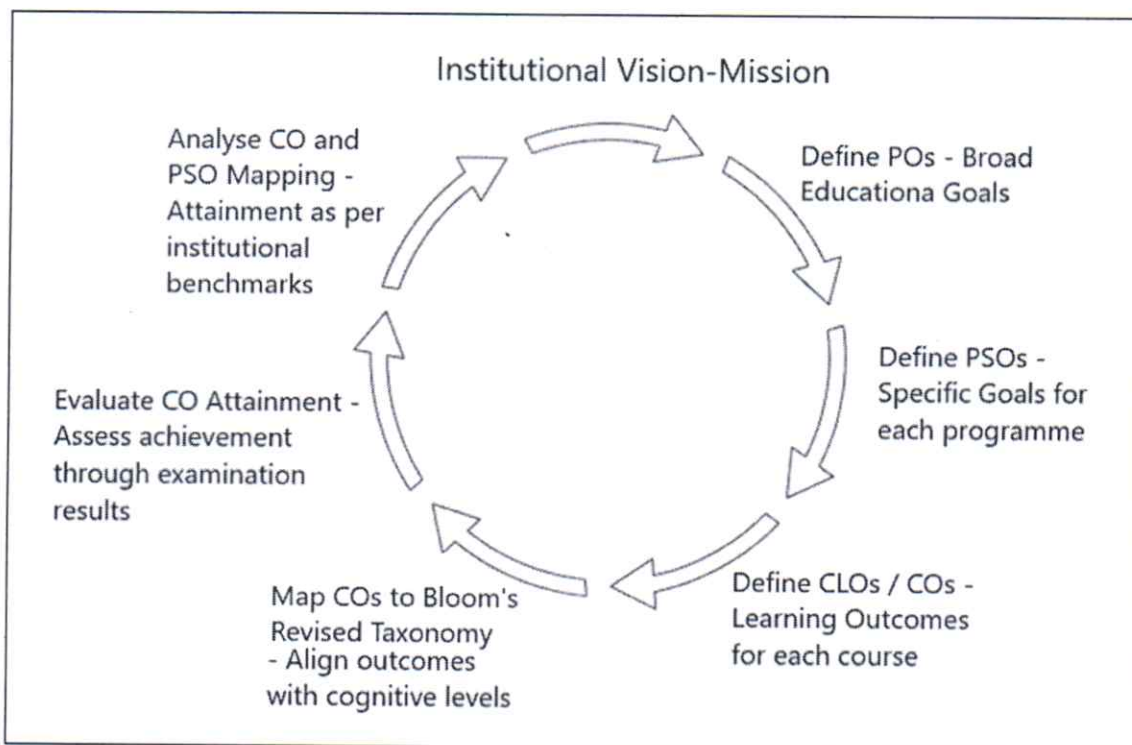 Institutional Vision-Mission
Define POs - Broad
Educationa Goals
Define PSOs -
Specific Goals for
each programme
Define CLOs / COs -
Learning Outcomes
for each course
Map COs to Bloom's
Revised Taxonomy
- Align outcomes
with cognitive levels
Evaluate CO Attainment -
Assess achievement
through examination
results
Analyse CO and
PSO Mapping -
Attainment as per
institutional
benchmarks